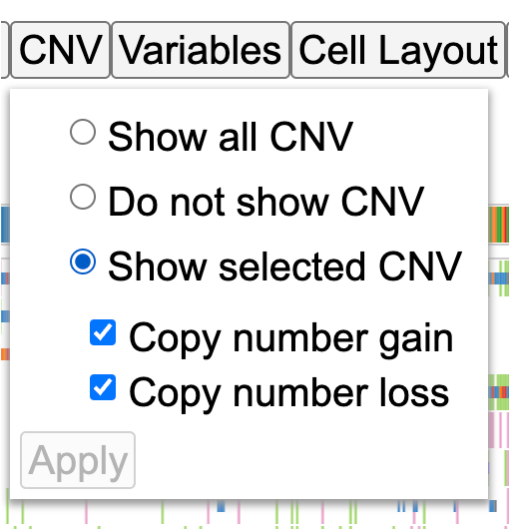 CNV Variables Cell Layout
Show all CNV
Do not show CNV
Show selected CNV
Copy number gain
Copy number loss
Apply